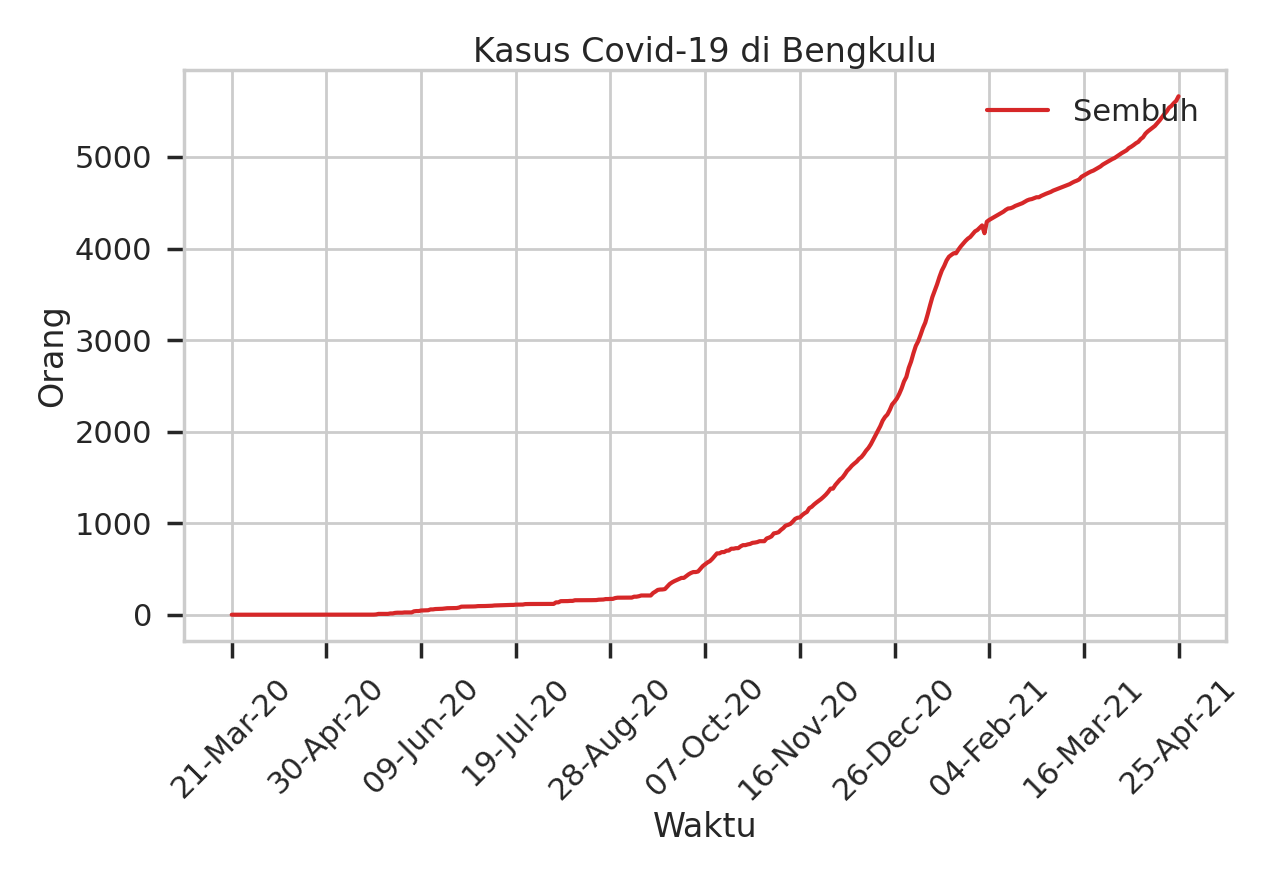 Kasus Covid-19 di Bengkulu
Sembuh
Orang
5000
4000
3000
2000
1000
0
21-Mar-20
30-Apr-20
09-Jun-20
19-Jul-20
28-Aug-20
07-Oct-20
16-Nov-20
26-Dec-20
04-Feb-21
16-Mar-21
25-Apr-21
Waktu